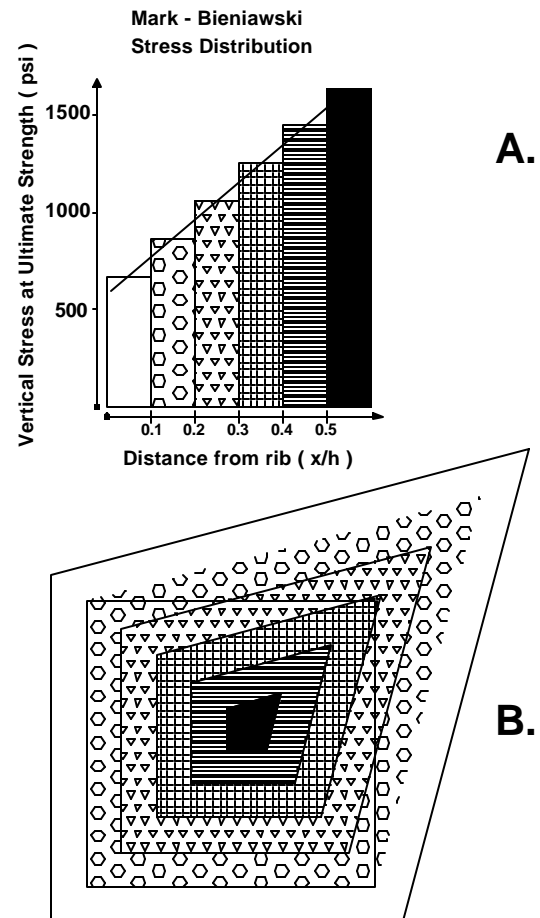 Mark - Bieniawski
Stress Distribution
Vertical Stress at Ultimate Strength ( psi )
1500
1000
500
A.
0.1 0.2 0.3 0.4 0.5
Distance from rib ( x/h )
B.